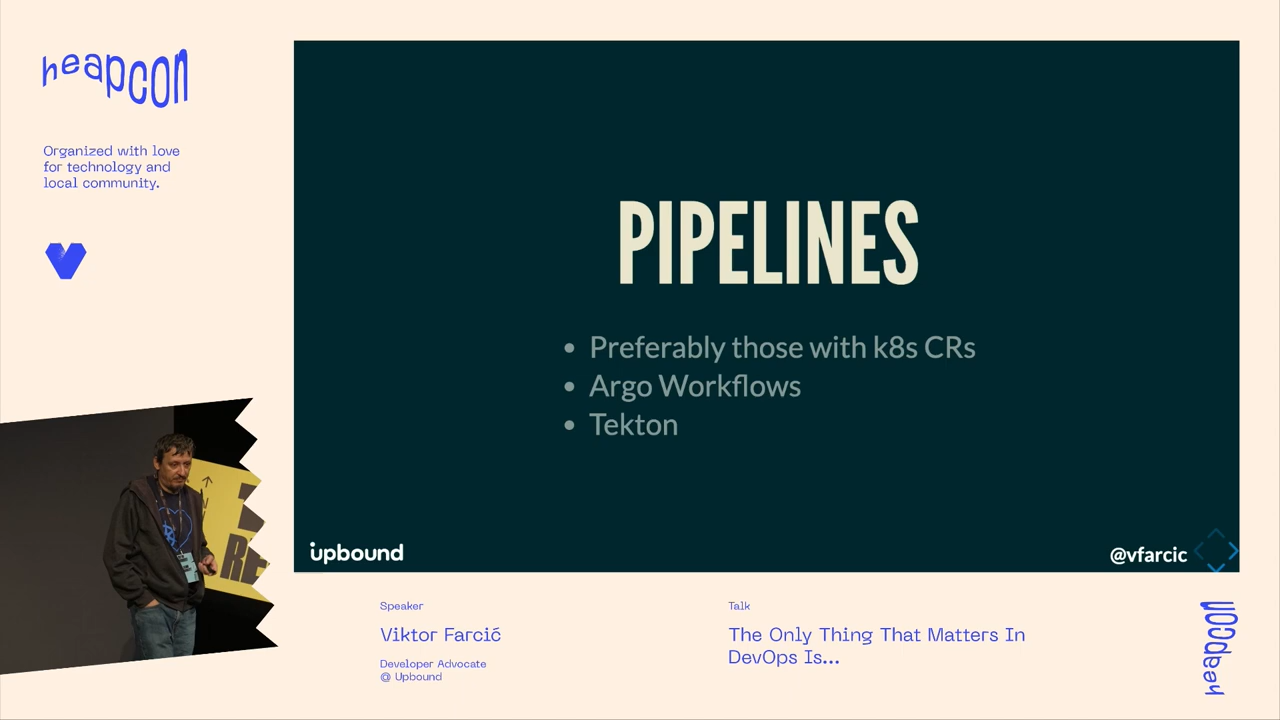 heapcon
Organized with love
for technology and
local community.
PIPELINES
• Preferably those with k8s CRs
• Argo Workflows
• Tekton
upbound
@vfarcic
RE
Speaker
Viktor Farcić
Developer Advocate
@ Upbound
Talk
The Only Thing That Matters In
DevOps Is...
heapcon